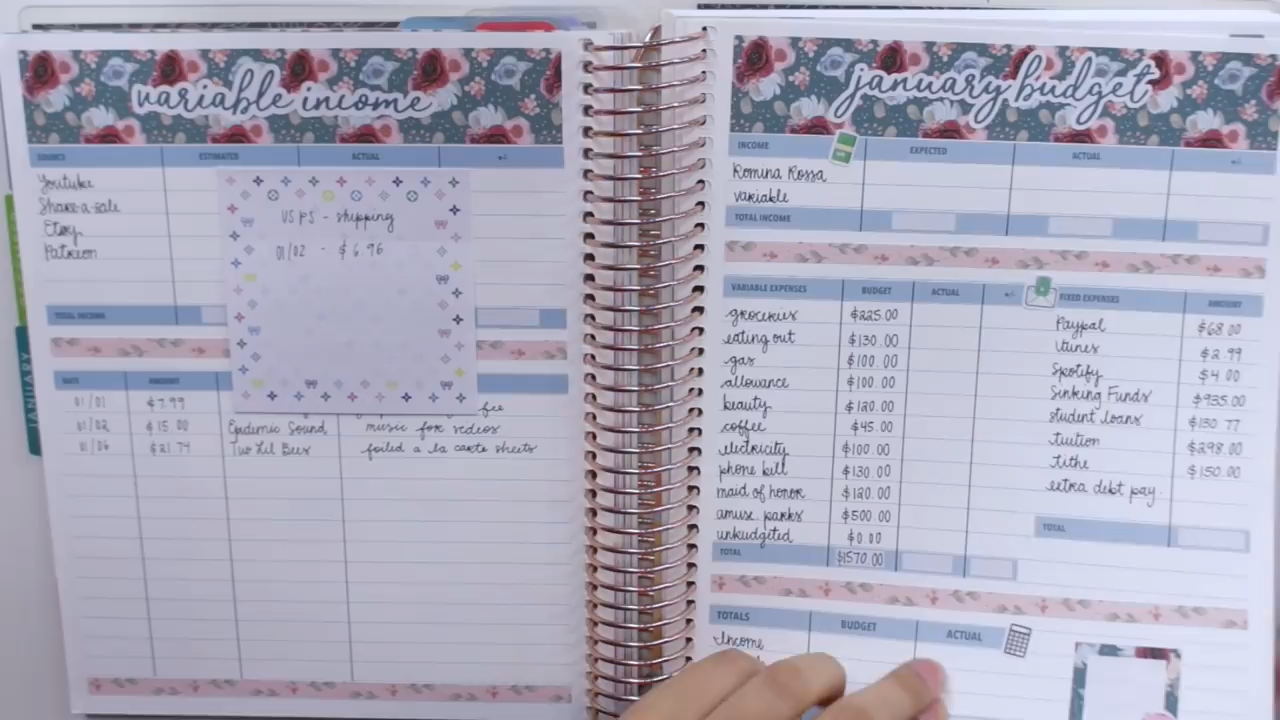 variable income
SOURCE ESTIMATED ACTUAL +/-
Youtube
Share-a-sale
Etsy
Patreon
TOTAL INCOME
USPS - shipping
01/02 - $6.96
DATE AMOUNT
01/01 $7.99 fee
01/02 $15.00 Epidemic Sound music for videos
01/06 $21.74 Two Lil Bees foiled a la carte sheets
JANUARY
january budget
INCOME EXPECTED ACTUAL +/-
Romina Rossa
variable
TOTAL INCOME
VARIABLE EXPENSES BUDGET ACTUAL +/-
groceries $225.00
eating out $130.00
gas $100.00
allowance $100.00
beauty $120.00
coffee $45.00
electricity $100.00
phone bill $130.00
maid of honor $120.00
amuse. parks $500.00
unbudgeted $0.00
TOTAL $1570.00
FIXED EXPENSES AMOUNT
Paypal $68.00
itunes $2.99
Spotify $4.00
Sinking Funds $935.00
student loans $130.77
tuition $298.00
tithe $150.00
extra debt pay.
TOTAL
TOTALS BUDGET ACTUAL
Income